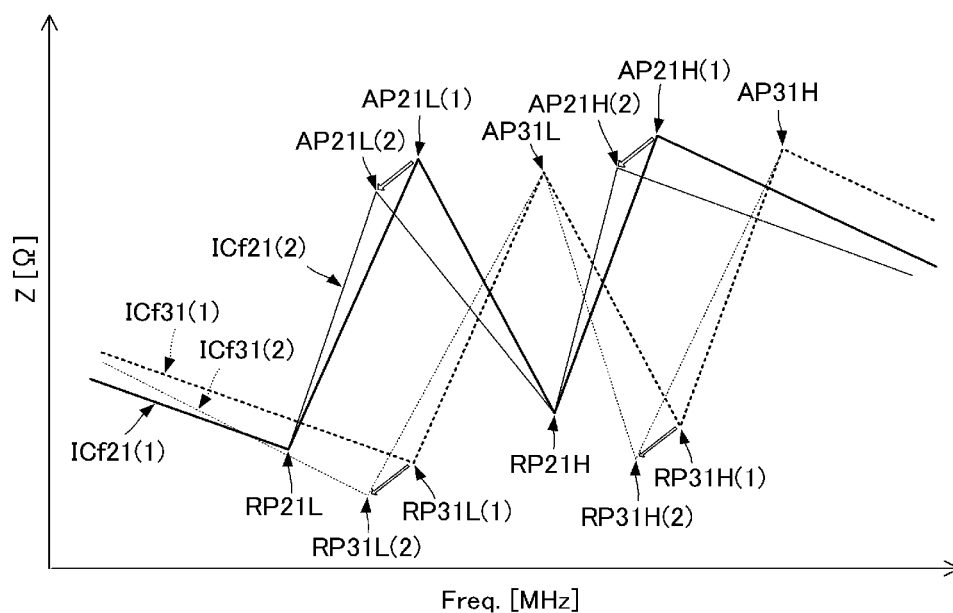 AP21H(1)
AP21L(1)
AP21H(2)
AP31H
AP21L(2)
AP31L
ICf21(2)
Z [Ω]
ICf31(1)
ICf31(2)
ICf21(1)
RP21L
RP21H
RP31H(1)
RP31L(1)
RP31H(2)
RP31L(2)
Freq. [MHz]